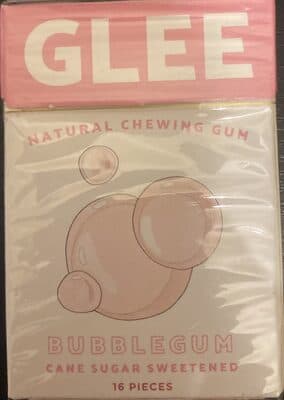 GLEE
NATURAL CHEWING GUM
BUBBLEGUM
CANE SUGAR SWEETENED
16 PIECES